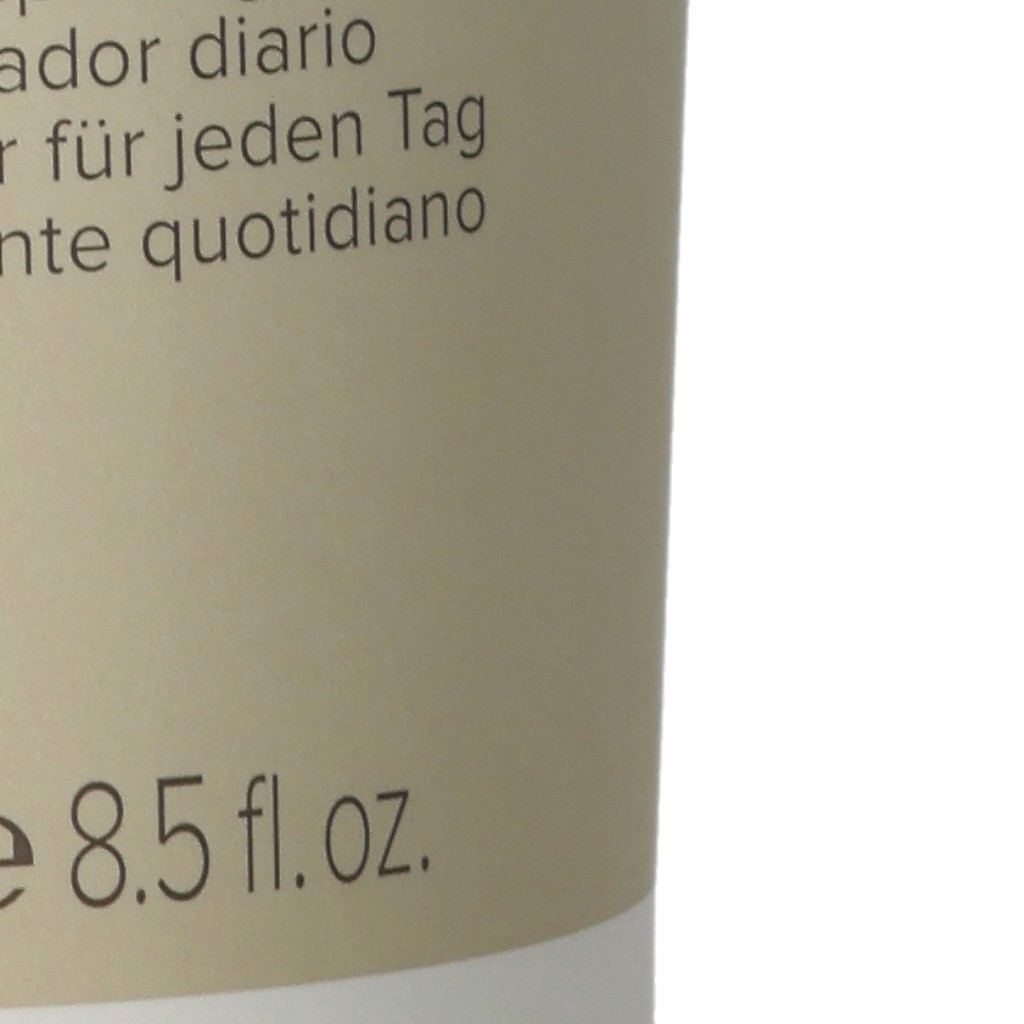 ador diario
r für jeden Tag
nte quotidiano
e 8.5 fl. oz.